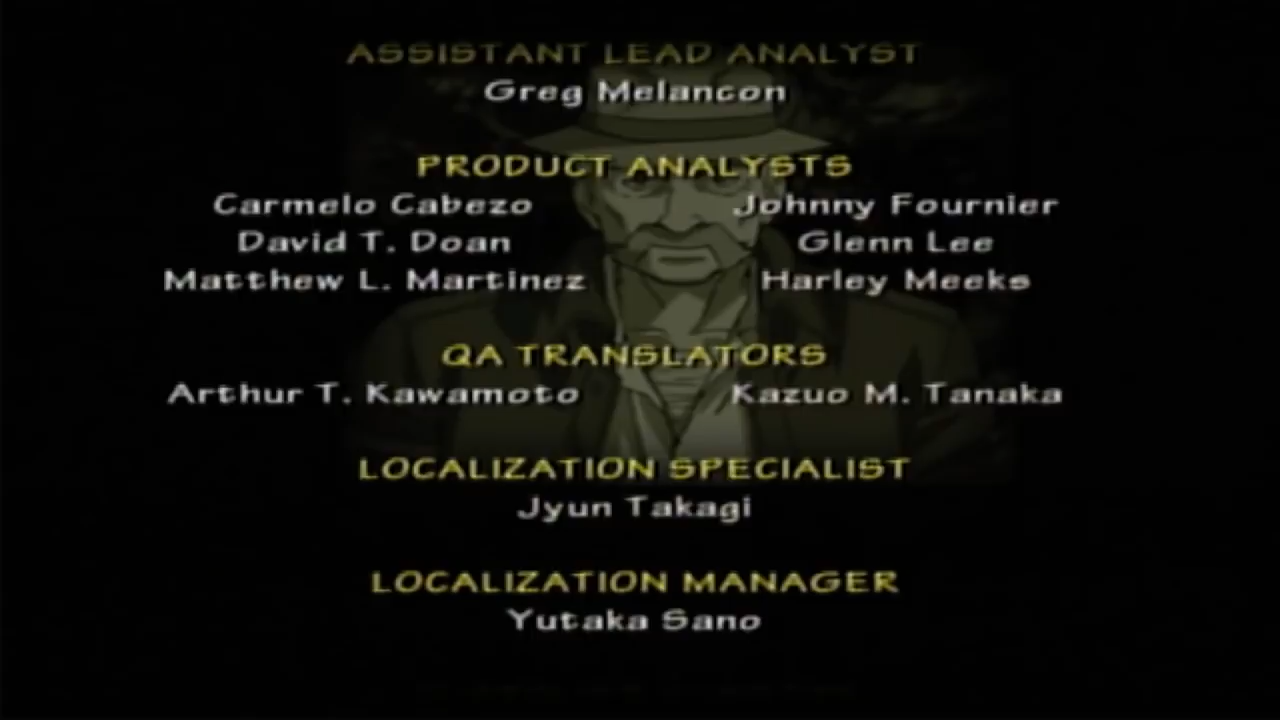 ASSISTANT LEAD ANALYST
Greg Melancon
PRODUCT ANALYSTS
Carmelo Cabezo Johnny Fournier
David T. Doan Glenn Lee
Matthew L. Martinez Harley Meeks
QA TRANSLATORS
Arthur T. Kawamoto Kazuo M. Tanaka
LOCALIZATION SPECIALIST
Jyun Takagi
LOCALIZATION MANAGER
Yutaka Sano